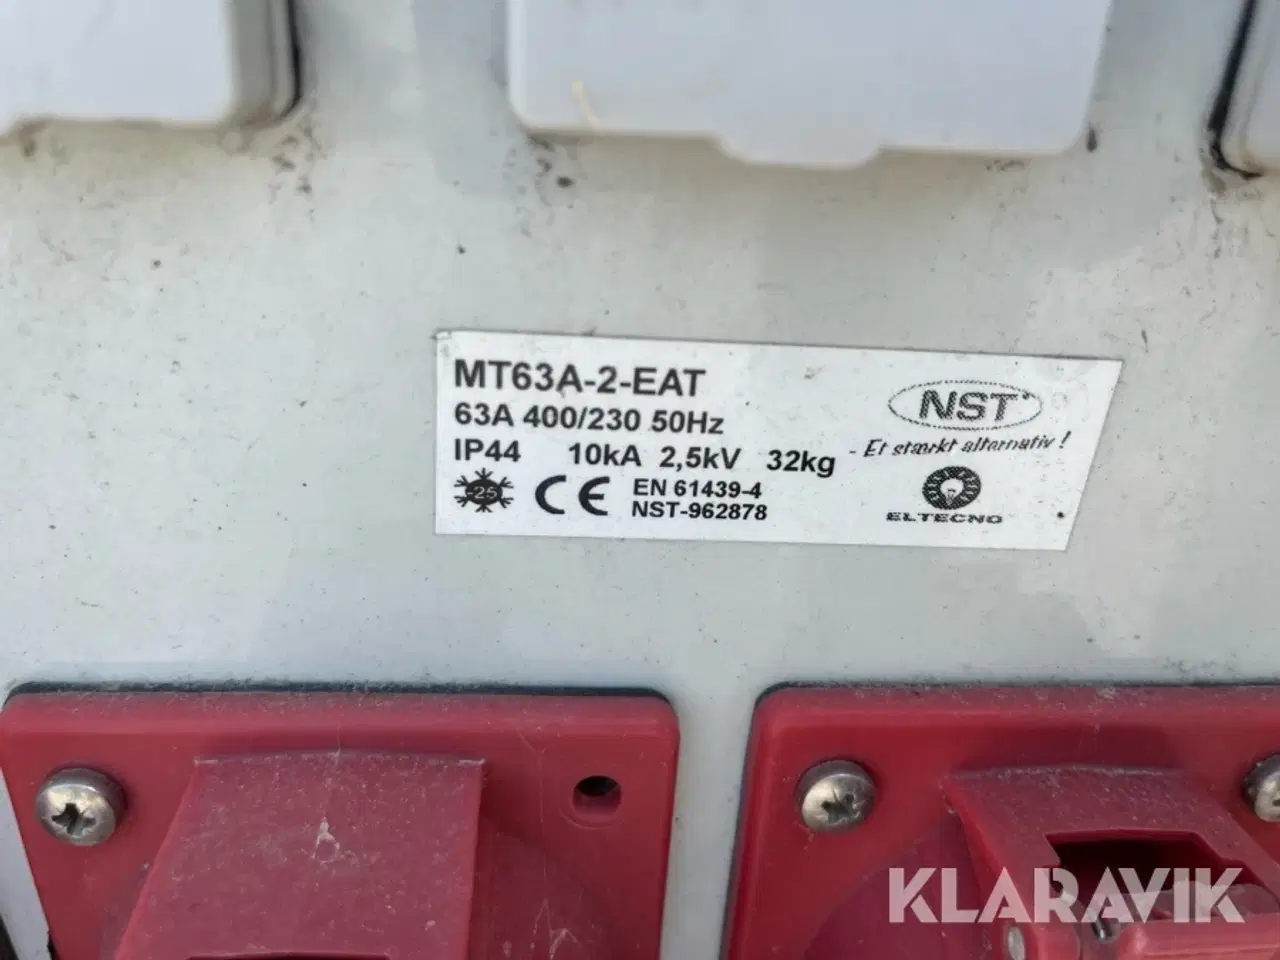 MT63A-2-EAT
63A 400/230 50Hz
IP44 10kA 2,5kV 32kg
-25 CE EN 61439-4
NST-962878
NST
- Et stærkt alternativ !
ELTECNO
KLARAVIK